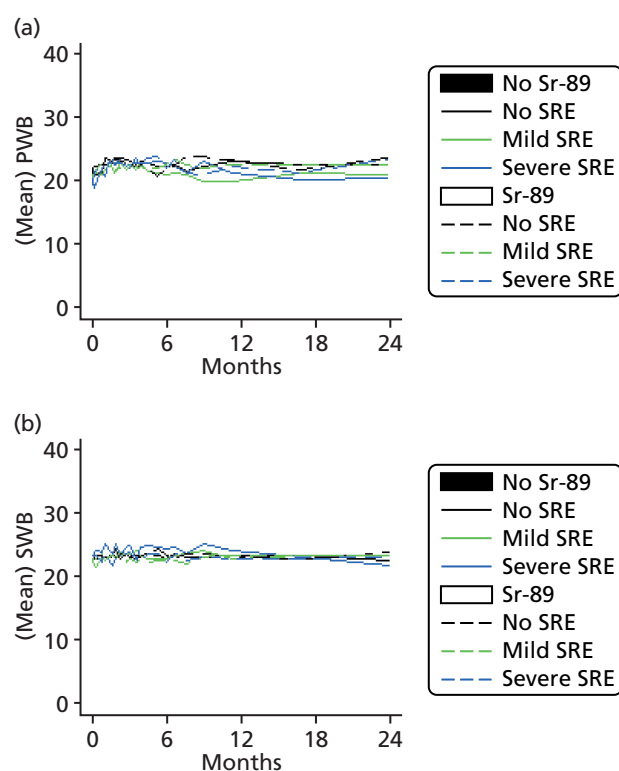 (a)
40
30
20
10
0
(Mean) PWB
0 6 12 18 24
Months
No Sr-89
No SRE
Mild SRE
Severe SRE
Sr-89
No SRE
Mild SRE
Severe SRE
(b)
40
30
20
10
0
(Mean) SWB
0 6 12 18 24
Months
No Sr-89
No SRE
Mild SRE
Severe SRE
Sr-89
No SRE
Mild SRE
Severe SRE